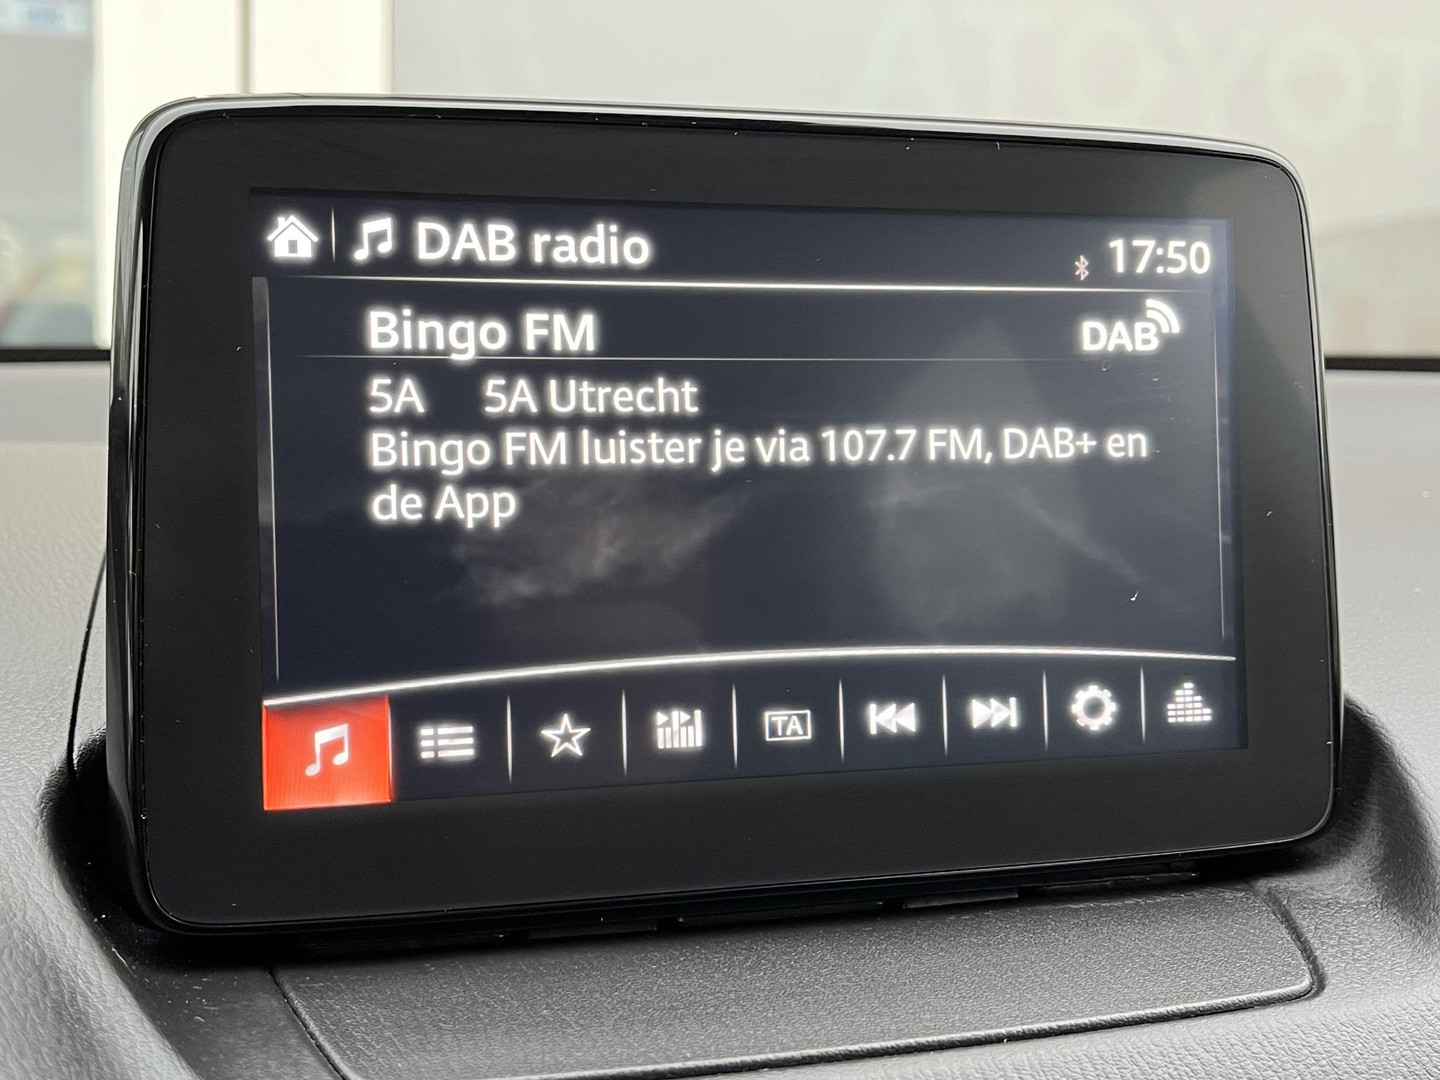 TOYOTA
DAB radio
17:50
Bingo FM
DAB
5A 5A Utrecht
Bingo FM luister je via 107.7 FM, DAB+ en
de App
TA